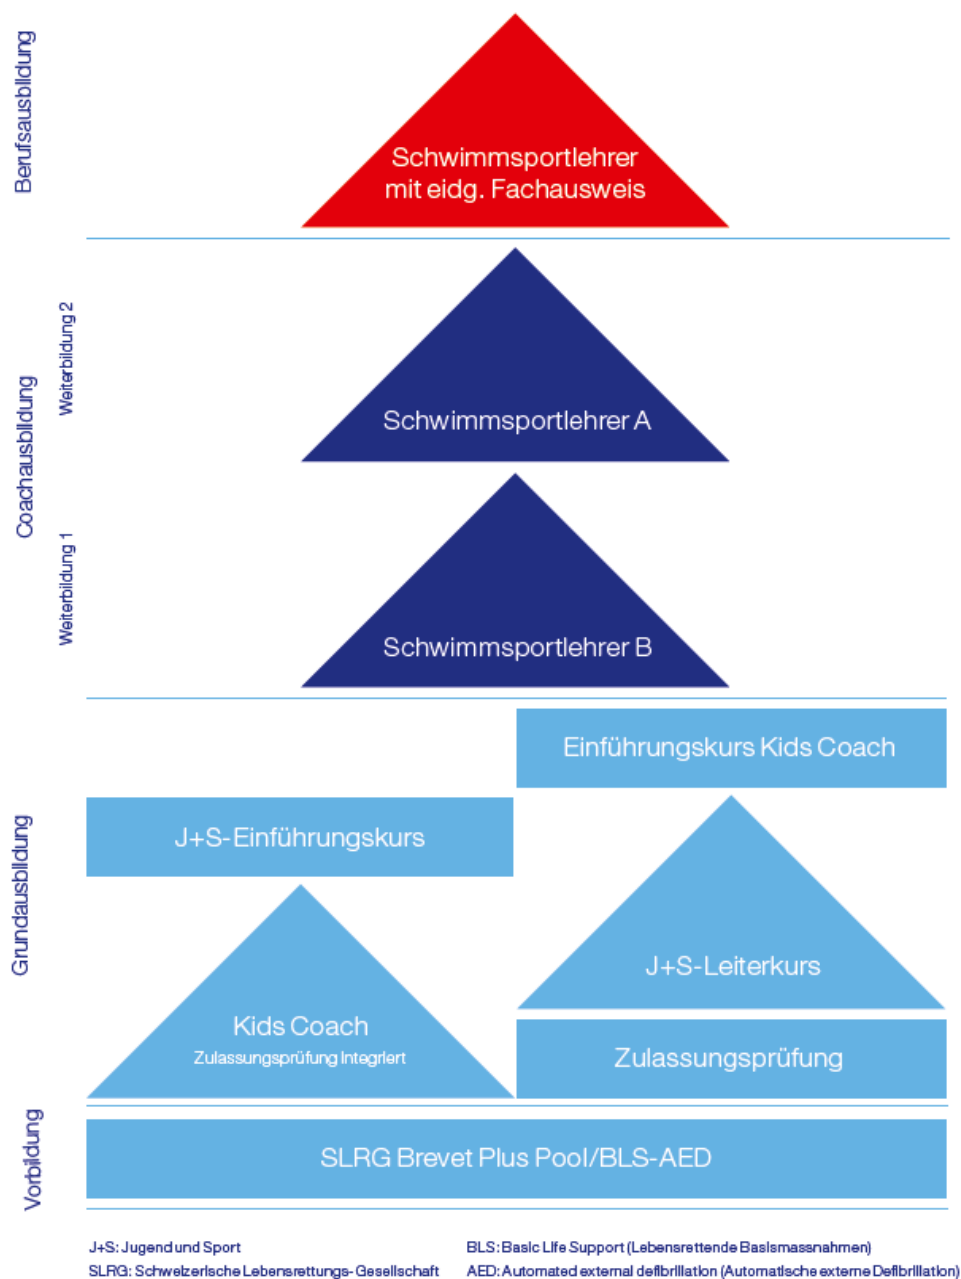 Berufsausbildung
Schwimmsportlehrer
mit eidg. Fachausweis
Coachausbildung
Weiterbildung 2
Schwimmsportlehrer A
Weiterbildung 1
Schwimmsportlehrer B
Grundausbildung
Einführungskurs Kids Coach
J+S-Einführungskurs
J+S-Leiterkurs
Kids Coach
Zulassungsprüfung integriert
Zulassungsprüfung
Vorbildung
SLRG Brevet Plus Pool/BLS-AED
J+S: Jugend und Sport
BLS: Basic Life Support (Lebensrettende Basismassnahmen)
SLRG: Schweizerische Lebensrettungs- Gesellschaft
AED: Automated external defibrillation (Automatische externe Defibrillation)